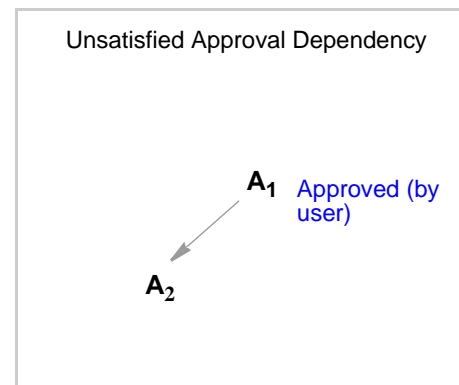 Unsatisfied Approval Dependency
A₁ Approved (by
user)
A₂